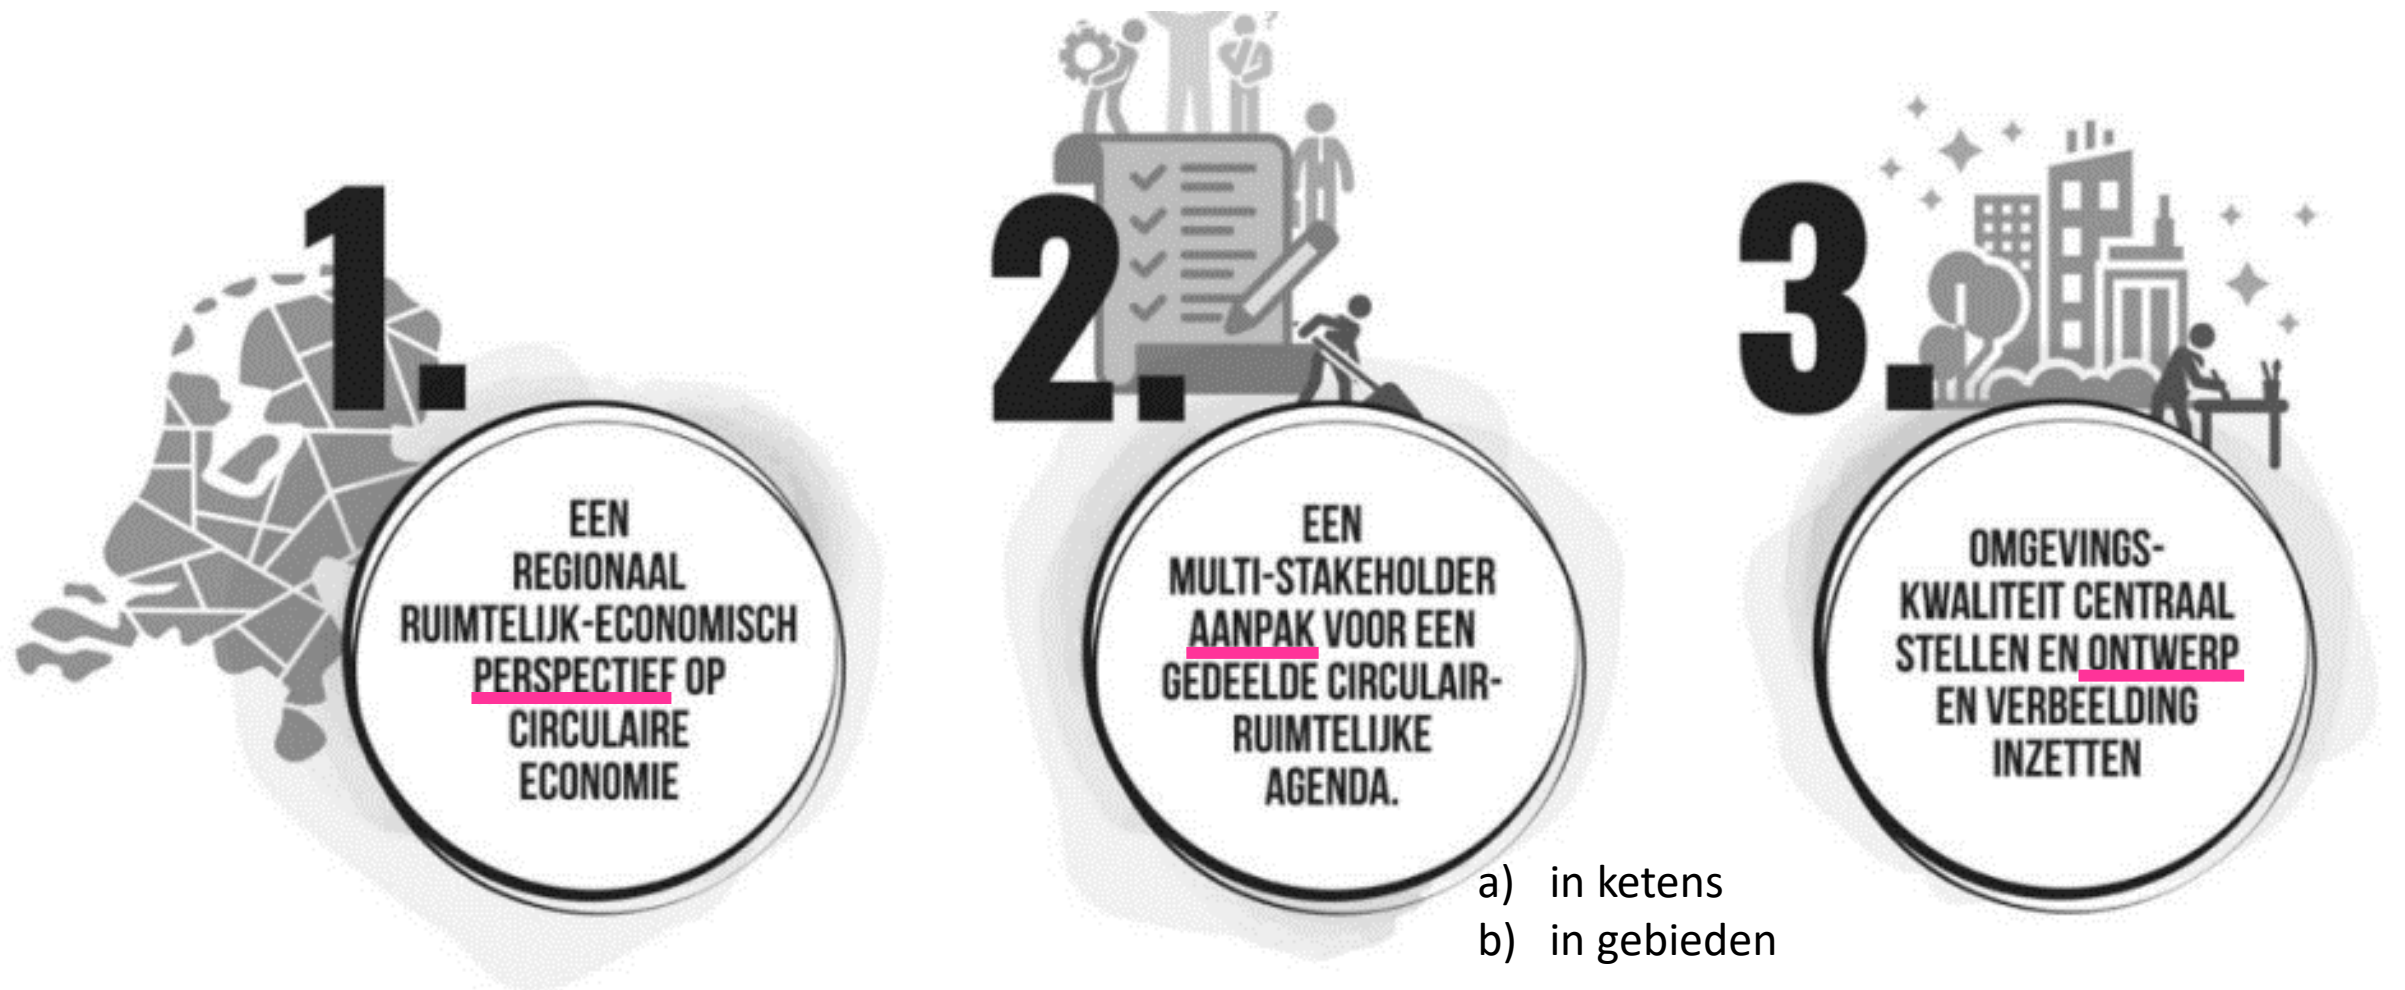 1.
EEN
REGIONAAL
RUIMTELIJK-ECONOMISCH
PERSPECTIEF OP
CIRCULAIRE
ECONOMIE
2.
EEN
MULTI-STAKEHOLDER
AANPAK VOOR EEN
GEDEELDE CIRCULAIR-
RUIMTELIJKE
AGENDA.
a) in ketens
b) in gebieden
3.
OMGEVINGS-
KWALITEIT CENTRAAL
STELLEN EN ONTWERP
EN VERBEELDING
INZETTEN